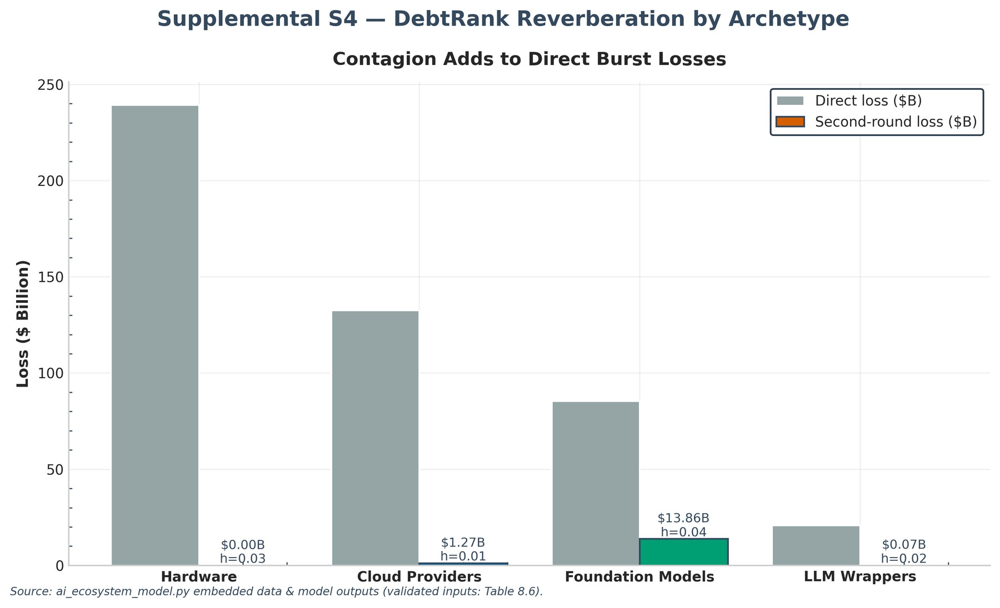 Supplemental S4 — DebtRank Reverberation by Archetype
Contagion Adds to Direct Burst Losses
Direct loss ($B)
Second-round loss ($B)
Loss ($ Billion)
250
200
150
100
50
0
$0.00B
h=0.03
$1.27B
h=0.01
$13.86B
h=0.04
$0.07B
h=0.02
Hardware
Cloud Providers
Foundation Models
LLM Wrappers
Source: ai_ecosystem_model.py embedded data & model outputs (validated inputs: Table 8.6).